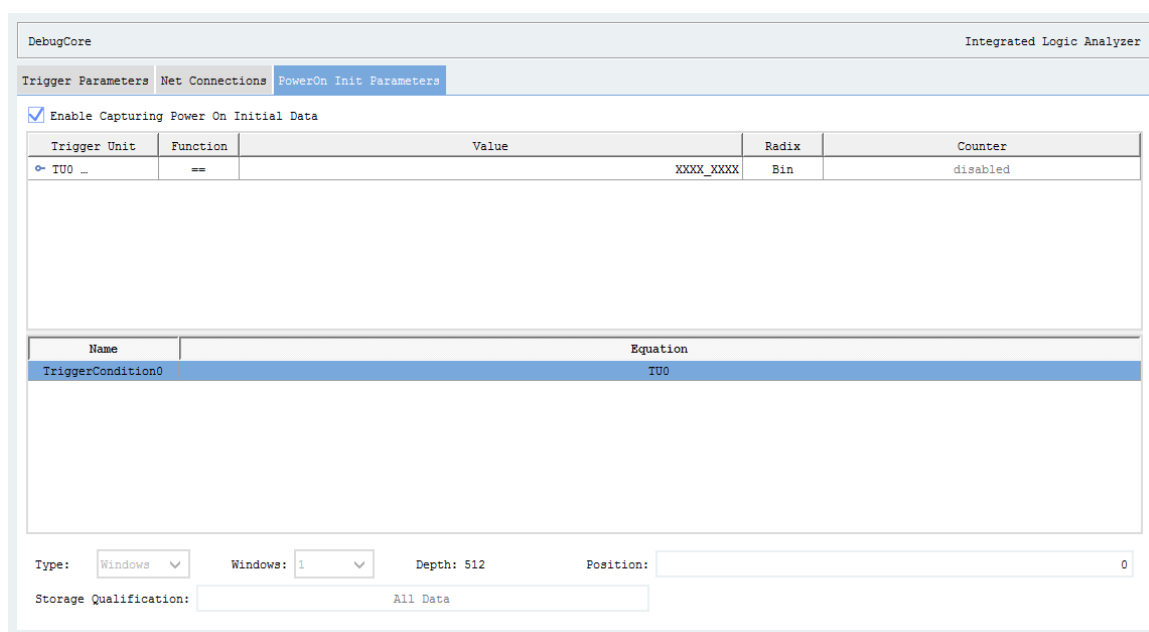 DebugCore Integrated Logic Analyzer
Trigger Parameters Net Connections PowerOn Init Parameters
Enable Capturing Power On Initial Data
Trigger Unit Function Value Radix Counter
TU0 … == XXXX_XXXX Bin disabled
Name Equation
TriggerCondition0 TU0
Type: Windows Windows: 1 Depth: 512 Position: 0
Storage Qualification: All Data